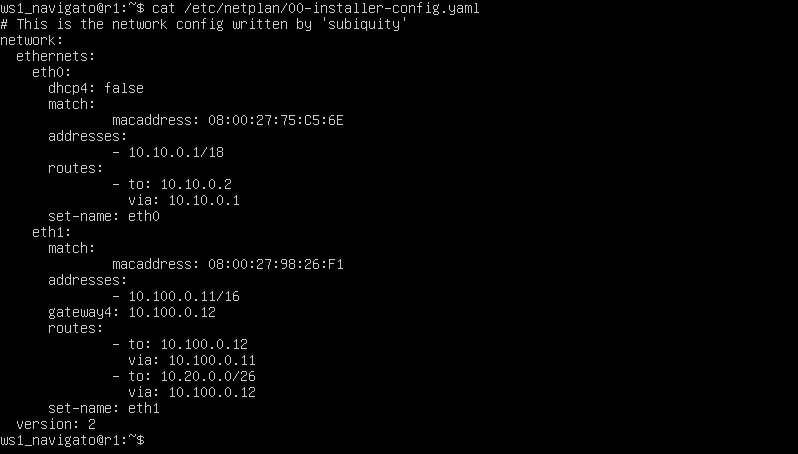 ws1_navigato@r1:~$ cat /etc/netplan/00-installer-config.yaml
# This is the network config written by 'subiquity'
network:
  ethernets:
    eth0:
      dhcp4: false
      match:
              macaddress: 08:00:27:75:C5:6E
      addresses:
              - 10.10.0.1/18
      routes:
              - to: 10.10.0.2
                via: 10.10.0.1
      set-name: eth0
    eth1:
      match:
              macaddress: 08:00:27:98:26:F1
      addresses:
              - 10.100.0.11/16
      gateway4: 10.100.0.12
      routes:
              - to: 10.100.0.12
                via: 10.100.0.11
              - to: 10.20.0.0/26
                via: 10.100.0.12
      set-name: eth1
  version: 2
ws1_navigato@r1:~$